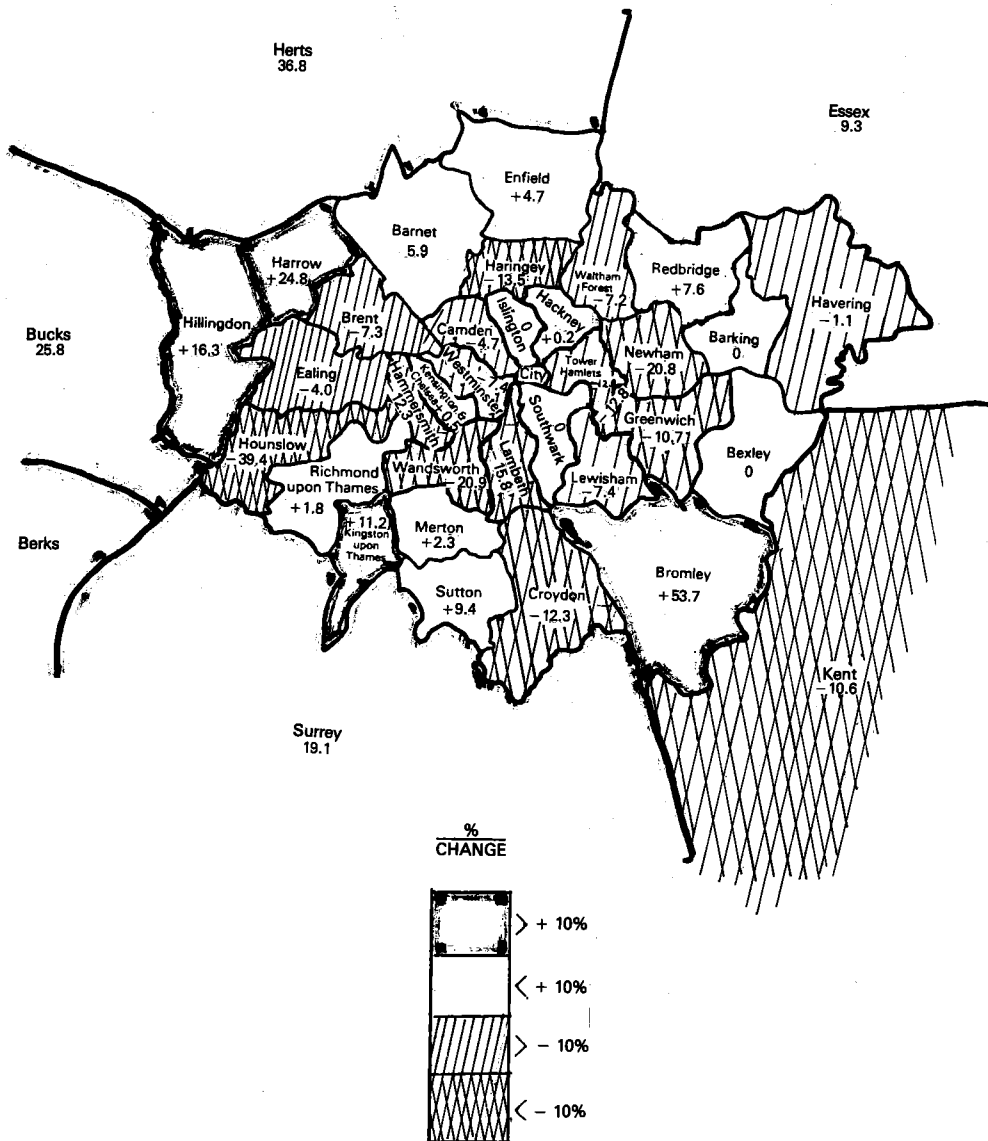 Herts
36.8
Essex
9.3
Enfield
+4.7
Barnet
5.9
Harrow
+24.8
Haringey
−13.5
Waltham
Forest
−7.2
Redbridge
+7.6
Havering
−1.1
Bucks
25.8
Hillingdon
+16.3
Brent
−7.3
Camden
−4.7
Islington
0
Hackney
+0.2
Newham
−20.8
Barking
0
Ealing
−4.0
Kensington &
Chelsea
Westminster
City
Tower
Hamlets
Hammersmith
Hounslow
−39.4
Richmond
upon Thames
+1.8
Wandsworth
−20.9
Lambeth
15.8
Southwark
0
Lewisham
−7.4
Greenwich
−10.7
Bexley
0
Berks
+11.2
Kingston
upon
Thames
Merton
+2.3
Sutton
+9.4
Croydon
−12.3
Bromley
+53.7
Kent
−10.6
Surrey
19.1
%
CHANGE
> + 10%
< + 10%
> − 10%
< − 10%